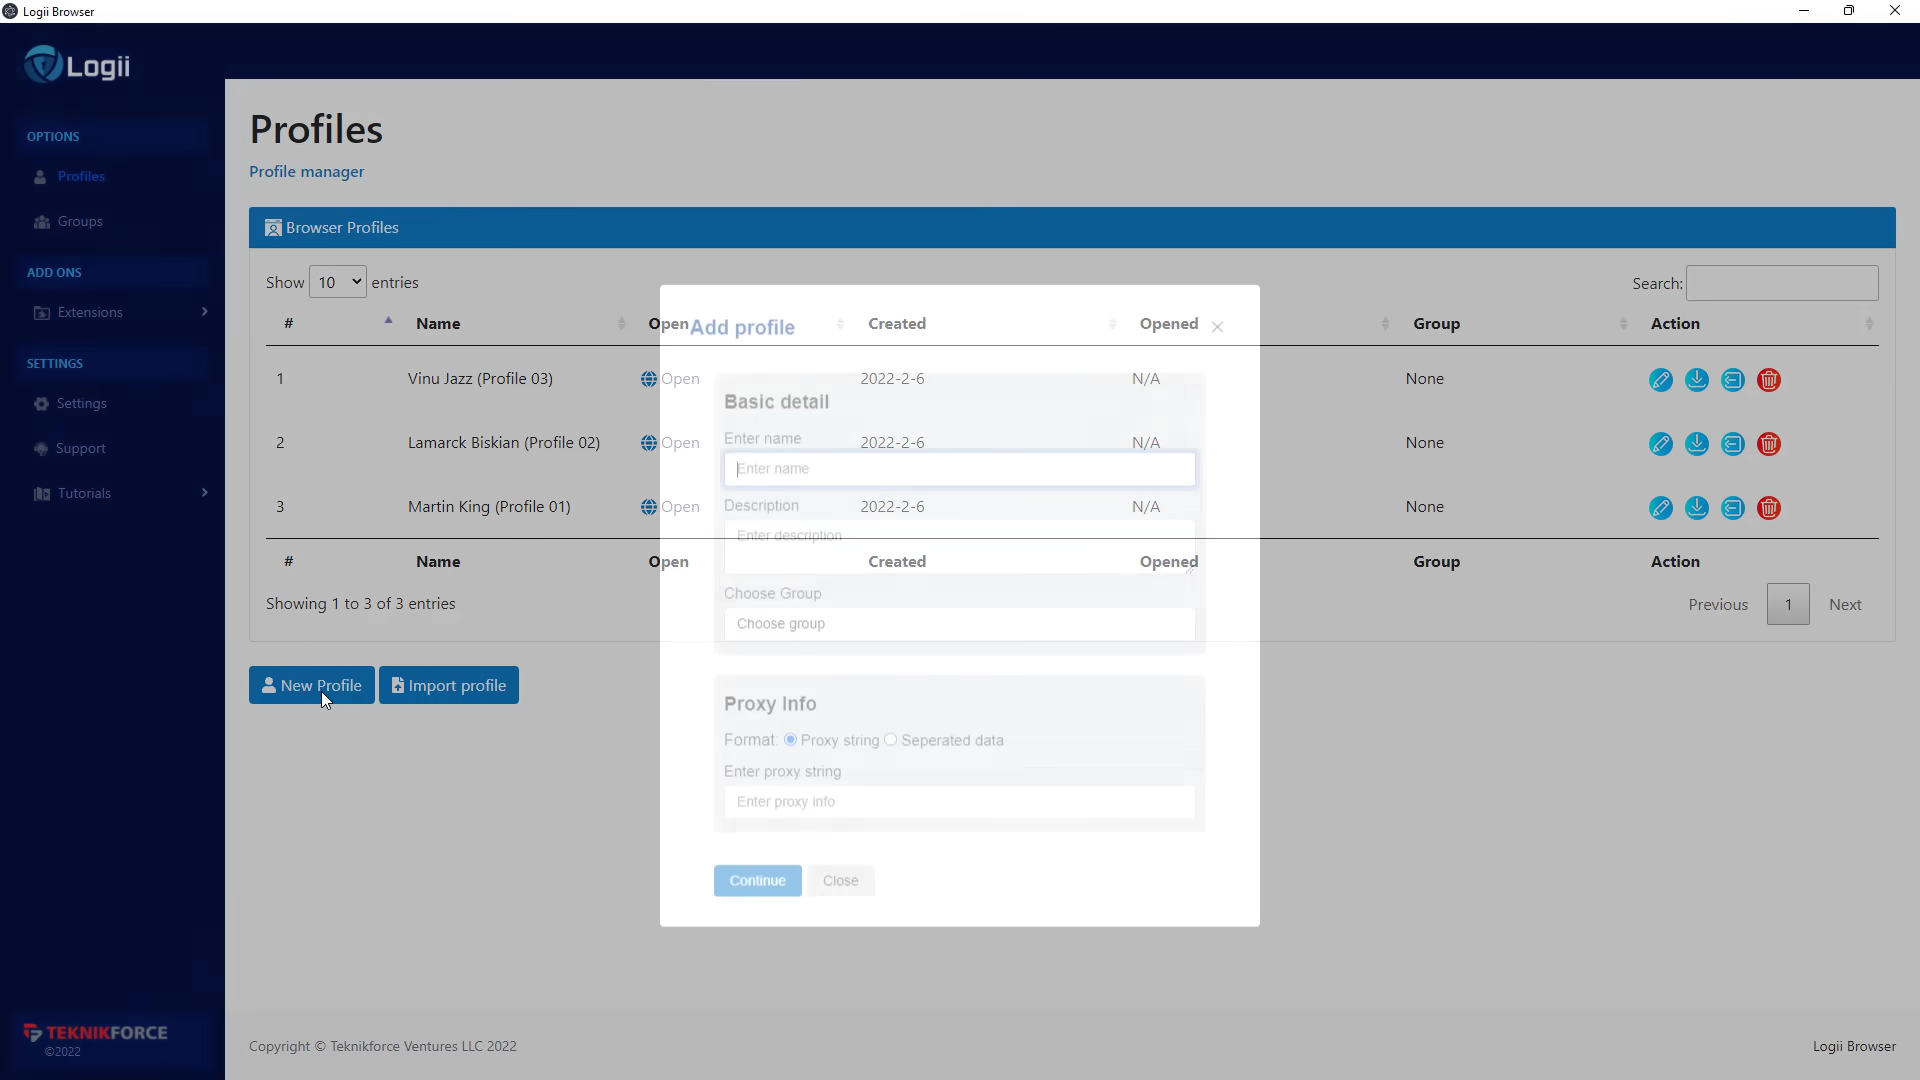 Logii Browser
Logii
OPTIONS
Profiles
Groups
ADD ONS
Extensions
SETTINGS
Settings
Support
Tutorials
TEKNIKFORCE
©2022
Profiles
Profile manager
Browser Profiles
Show 10 entries
Search:
# Name Open Created Opened Group Action
1 Vinu Jazz (Profile 03) Open 2022-2-6 N/A None
2 Lamarck Biskian (Profile 02) Open 2022-2-6 N/A None
3 Martin King (Profile 01) Open 2022-2-6 N/A None
# Name Open Created Opened Group Action
Showing 1 to 3 of 3 entries
Previous 1 Next
New Profile Import profile
Add profile
Basic detail
Enter name
Enter name
Description
Enter description
Choose Group
Choose group
Proxy Info
Format: Proxy string Seperated data
Enter proxy string
Enter proxy info
Continue Close
Copyright © Teknikforce Ventures LLC 2022
Logii Browser